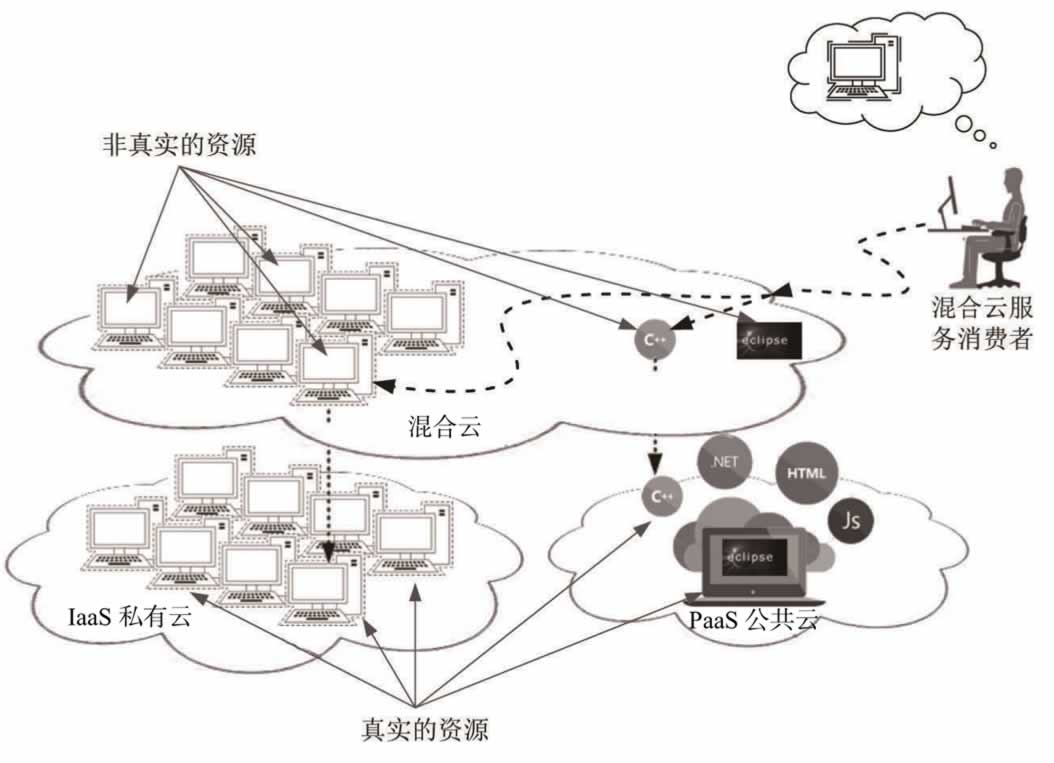 非真实的资源
混合云服
务消费者
C++
eclipse
混合云
.NET
HTML
C++
Js
eclipse
IaaS 私有云
PaaS 公共云
真实的资源